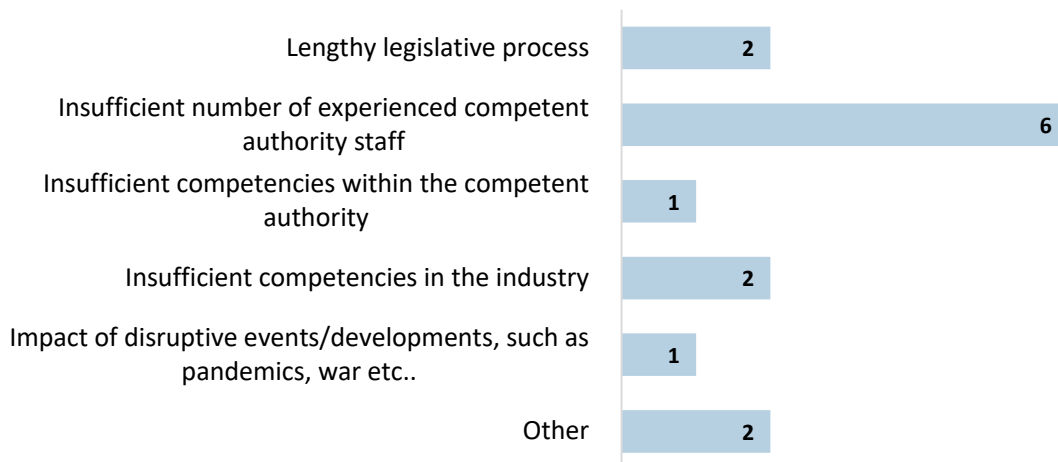 Lengthy legislative process
2
Insufficient number of experienced competent
authority staff
6
Insufficient competencies within the competent
authority
1
Insufficient competencies in the industry
2
Impact of disruptive events/developments, such as
pandemics, war etc..
1
Other
2